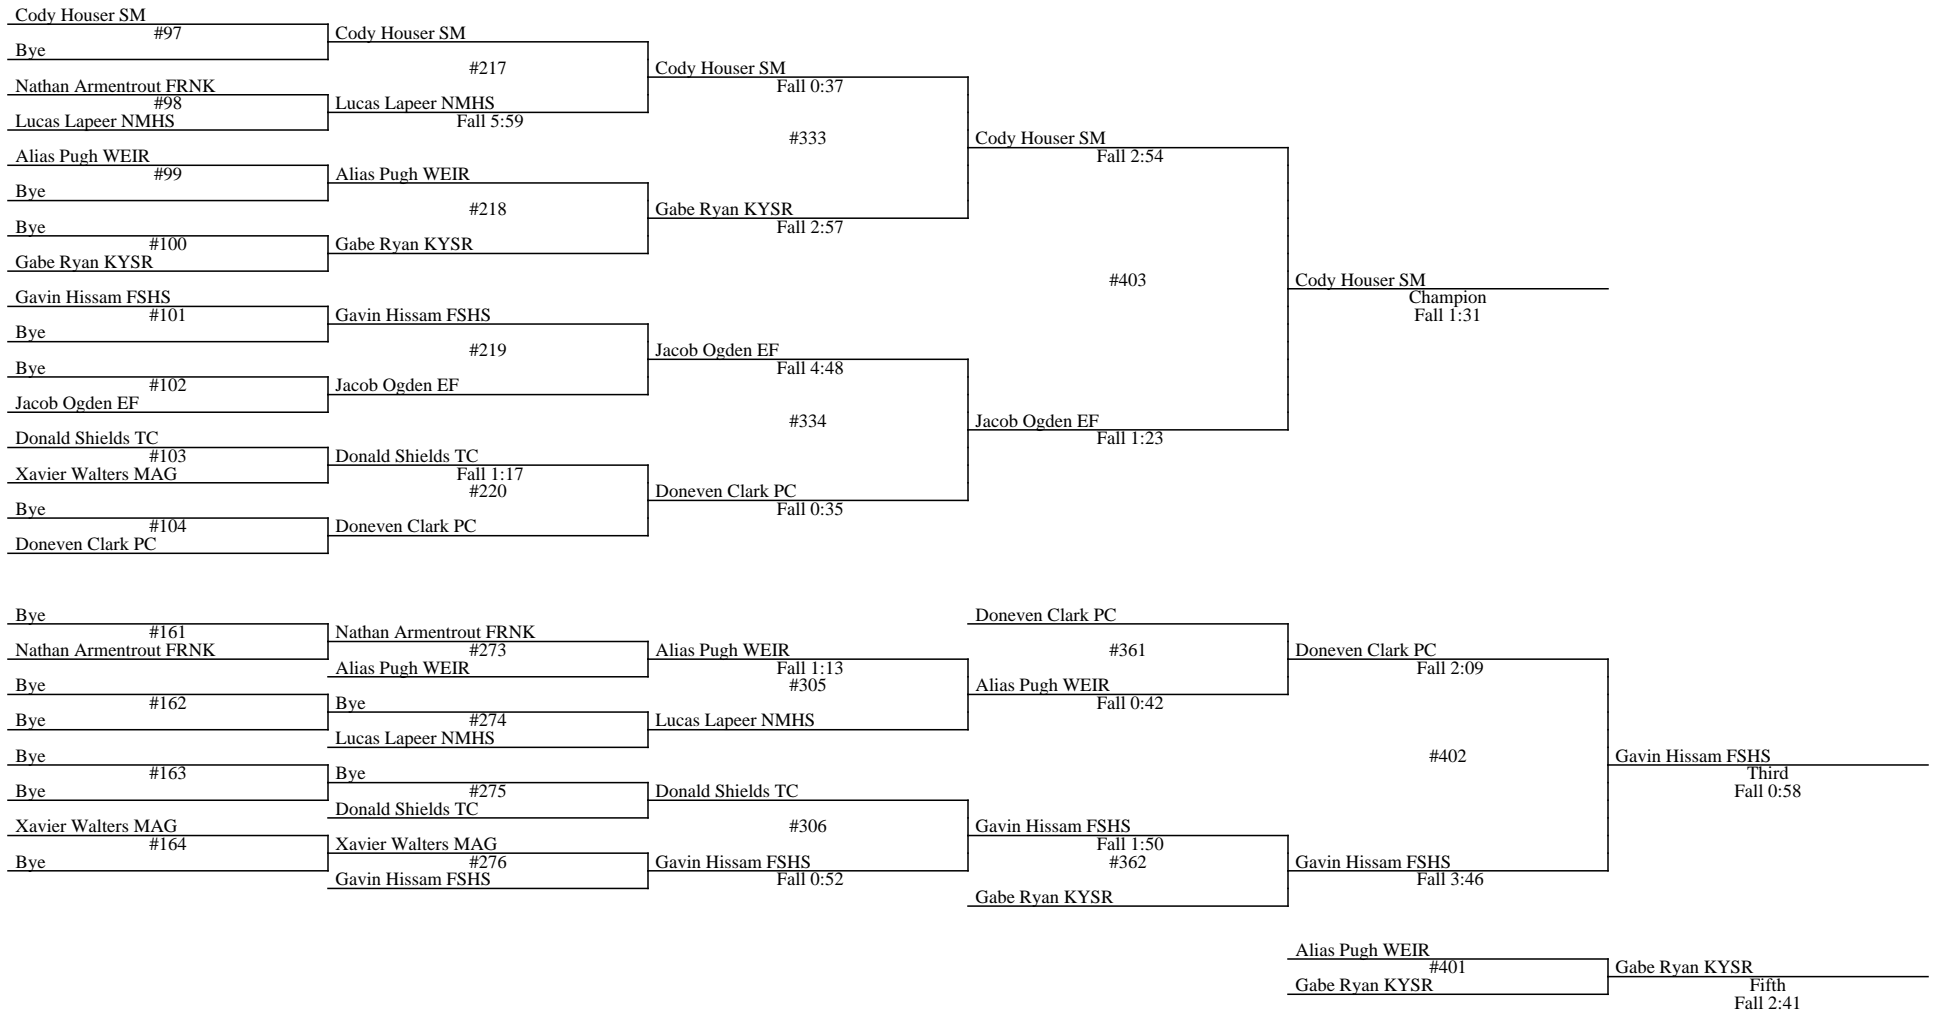 Cody Houser SM
#97
Bye
Cody Houser SM
#217
Nathan Armentrout FRNK
#98
Lucas Lapeer NMHS
Lucas Lapeer NMHS
Fall 5:59
Cody Houser SM
Fall 0:37
#333
Alias Pugh WEIR
#99
Bye
Alias Pugh WEIR
#218
Bye
#100
Gabe Ryan KYSR
Gabe Ryan KYSR
Gabe Ryan KYSR
Fall 2:57
Cody Houser SM
Fall 2:54
#403
Gavin Hissam FSHS
#101
Bye
Gavin Hissam FSHS
#219
Bye
#102
Jacob Ogden EF
Jacob Ogden EF
Jacob Ogden EF
Fall 4:48
#334
Donald Shields TC
#103
Xavier Walters MAG
Donald Shields TC
Fall 1:17
#220
Bye
#104
Doneven Clark PC
Doneven Clark PC
Doneven Clark PC
Fall 0:35
Jacob Ogden EF
Fall 1:23
Cody Houser SM
Champion
Fall 1:31
Bye
#161
Nathan Armentrout FRNK
Nathan Armentrout FRNK
#273
Alias Pugh WEIR
Alias Pugh WEIR
Fall 1:13
#305
Bye
#162
Bye
Bye
#274
Lucas Lapeer NMHS
Lucas Lapeer NMHS
Doneven Clark PC
#361
Alias Pugh WEIR
Fall 0:42
Doneven Clark PC
Fall 2:09
#402
Bye
#163
Bye
Bye
#275
Donald Shields TC
Donald Shields TC
#306
Xavier Walters MAG
#164
Bye
Xavier Walters MAG
#276
Gavin Hissam FSHS
Gavin Hissam FSHS
Fall 0:52
Gavin Hissam FSHS
Fall 1:50
#362
Gabe Ryan KYSR
Gavin Hissam FSHS
Fall 3:46
Gavin Hissam FSHS
Third
Fall 0:58
Alias Pugh WEIR
#401
Gabe Ryan KYSR
Gabe Ryan KYSR
Fifth
Fall 2:41